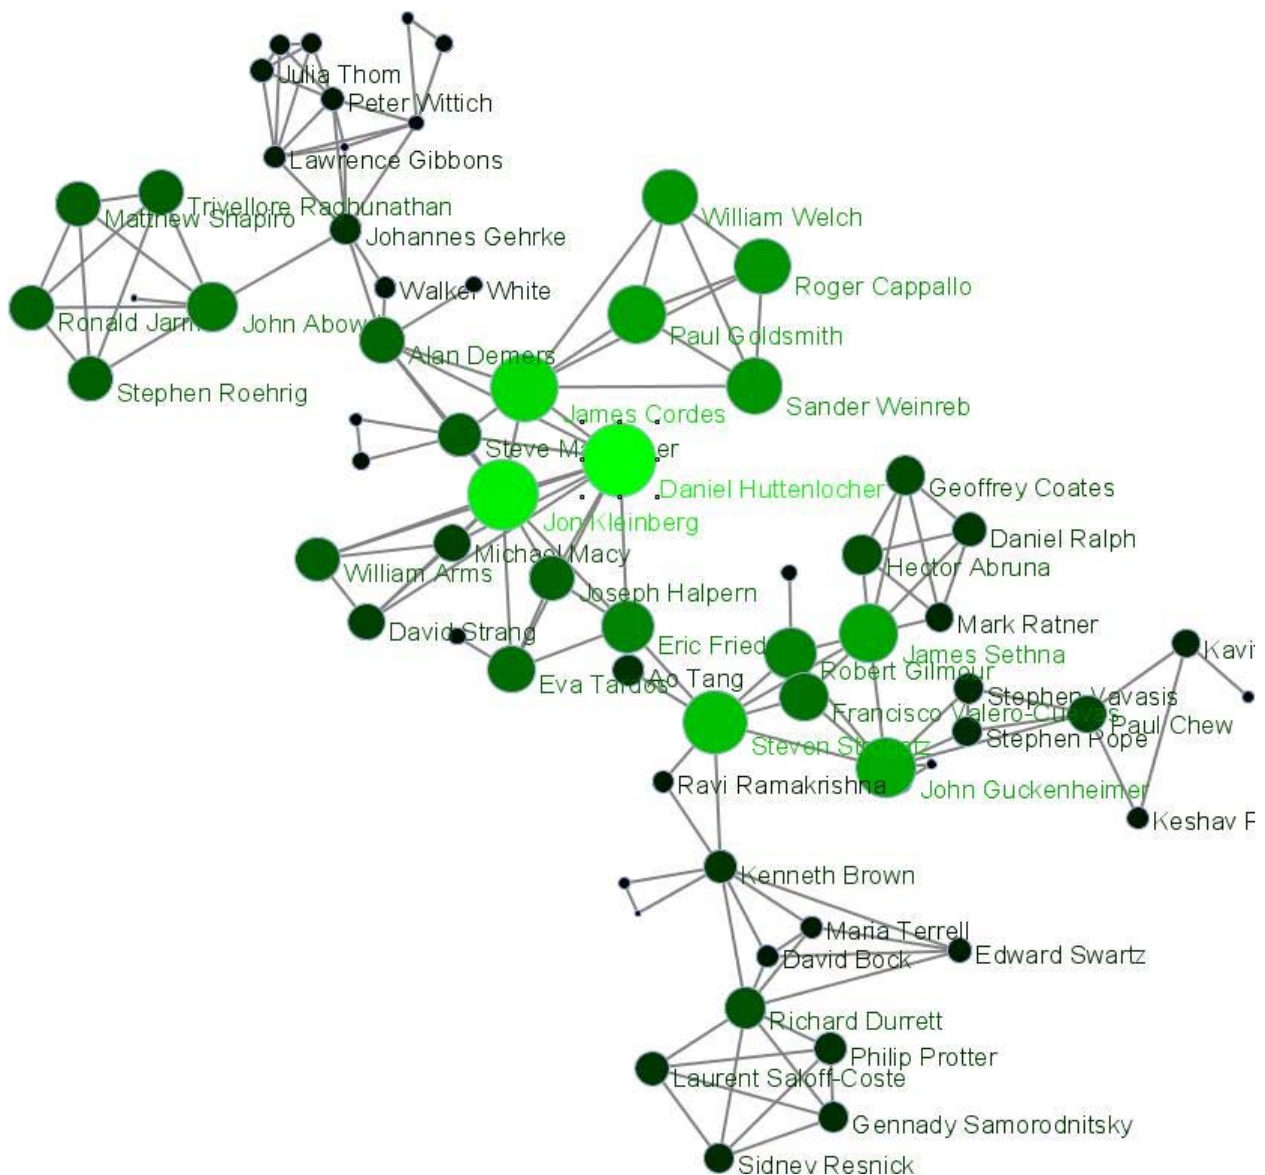 Julia Thom
Peter Wittich
Lawrence Gibbons
Trivellore Raghunathan
Matthew Shapiro
William Welch
Johannes Gehrke
Roger Cappallo
Walker White
Ronald
John
Paul Goldsmith
Alan Demers
Stephen Roehrig
Sander Weinreb
James Cordes
Steve
Daniel Huttenlocher
Geoffrey Coates
Jon Kleinberg
Daniel Ralph
Michael Macy
Hector Abruna
William Arms
Joseph Halpern
Mark Ratner
David Strang
Eric
James Sethna
Kavi
Robert Gilmour
Ao Tang
Eva Tardos
Stephen Vavasis
Francisco Valero-Cuevas
Paul Chew
Stephen Pope
Steven Strogatz
Ravi Ramakrishna
John Guckenheimer
Keshav
Kenneth Brown
Maria Terrell
David Bock
Edward Swartz
Richard Durrett
Philip Protter
Laurent Saloff-Coste
Gennady Samorodnitsky
Sidney Resnick